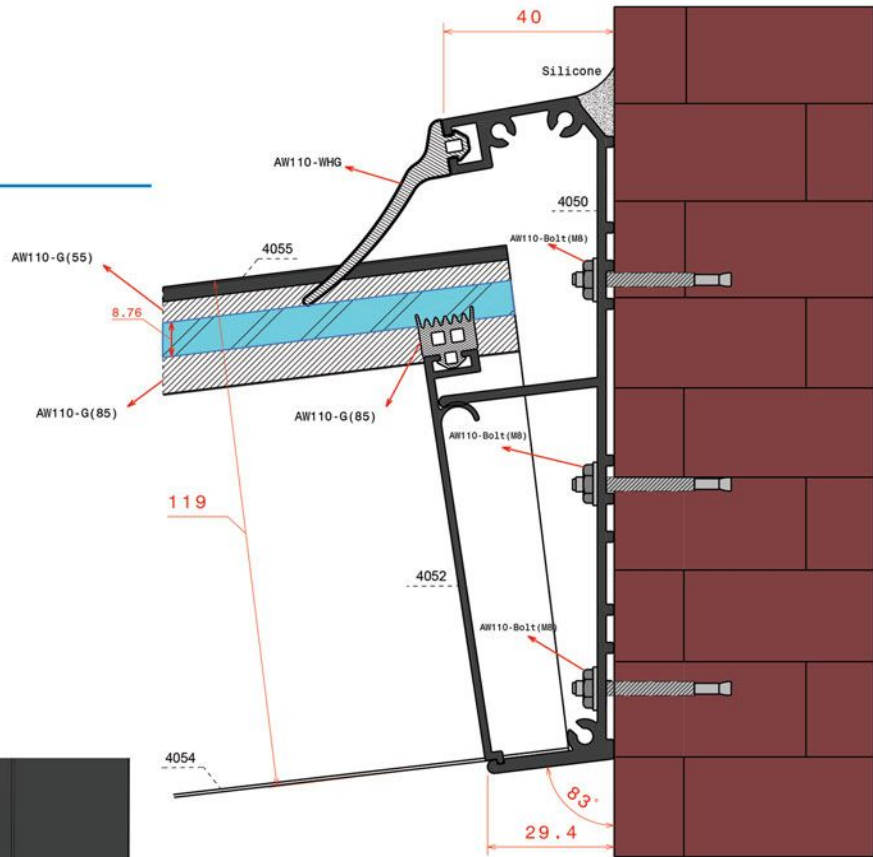 40
Silicone
AW110-WHG
4050
4055
AW110-Bolt(M8)
AW110-G(55)
8.76
AW110-G(85)
AW110-G(85)
AW110-Bolt(M8)
119
4052
AW110-Bolt(M8)
4054
83°
29.4